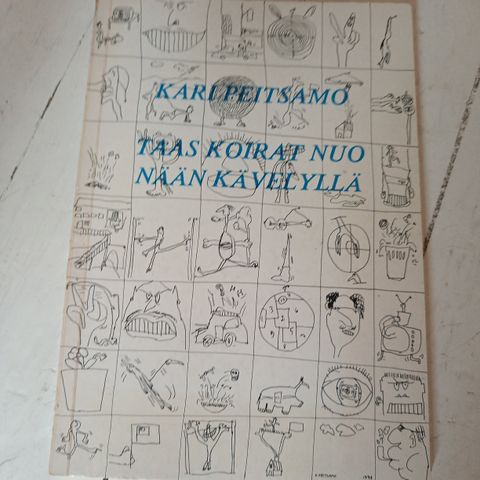 KARI PEITSAMO
TAAS KOIRAT NUO
NÄÄN KÄVELYLLÄ